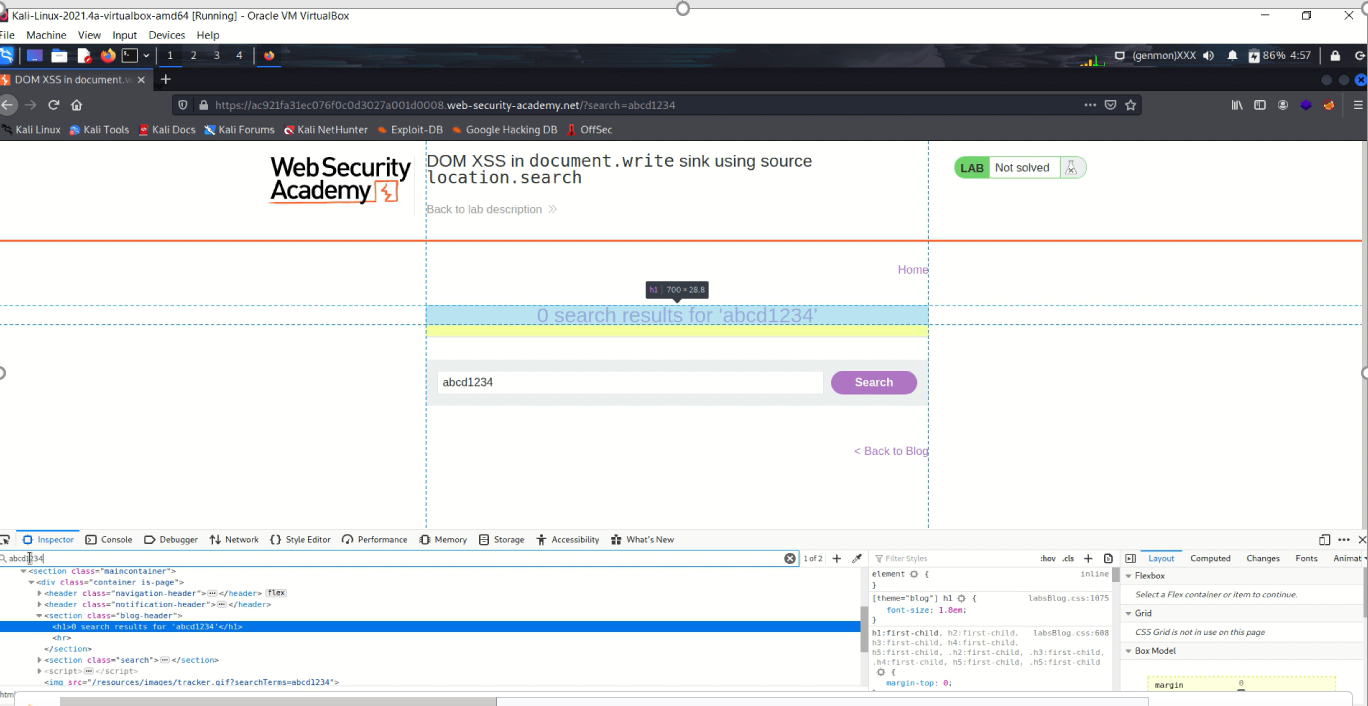 Kali-Linux-2021.4a-virtualbox-amd64 [Running] - Oracle VM VirtualBox
File Machine View Input Devices Help
1 2 3 4 (genmon)XXX 86% 4:57
DOM XSS in document.w
https://ac921fa31ec076f0c0d3027a001d0008.web-security-academy.net/?search=abcd1234
Kali Linux Kali Tools Kali Docs Kali Forums Kali NetHunter Exploit-DB Google Hacking DB OffSec
Web Security
Academy
DOM XSS in document.write sink using source
location.search
LAB Not solved
Back to lab description
Home
h1 | 700 × 28.8
0 search results for 'abcd1234'
abcd1234 Search
< Back to Blog
Inspector Console Debugger Network {} Style Editor Performance Memory Storage Accessibility What's New
abcd1234 1 of 2 + Filter Styles :hov .cls + Layout Computed Changes Fonts Animat
<section class="maincontainer">
<div class="container is-page">
<header class="navigation-header">⋯</header> flex
<header class="notification-header">⋯</header>
<section class="blog-header">
<h1>0 search results for 'abcd1234'</h1>
<hr>
</section>
<section class="search">⋯</section>
<script>⋯</script>
<img src="/resources/images/tracker.gif?searchTerms=abcd1234">
html
element { inline
}
[theme="blog"] h1 { labsBlog.css:1075
font-size: 1.8em;
}
h1:first-child, h2:first-child, labsBlog.css:608
h3:first-child, h4:first-child,
h5:first-child, .h2:first-child, .h3:first-child,
.h4:first-child, h5:first-child, .h5:first-child
{
margin-top: 0;
Flexbox
Select a Flex container or item to continue.
Grid
CSS Grid is not in use on this page
Box Model
margin 0